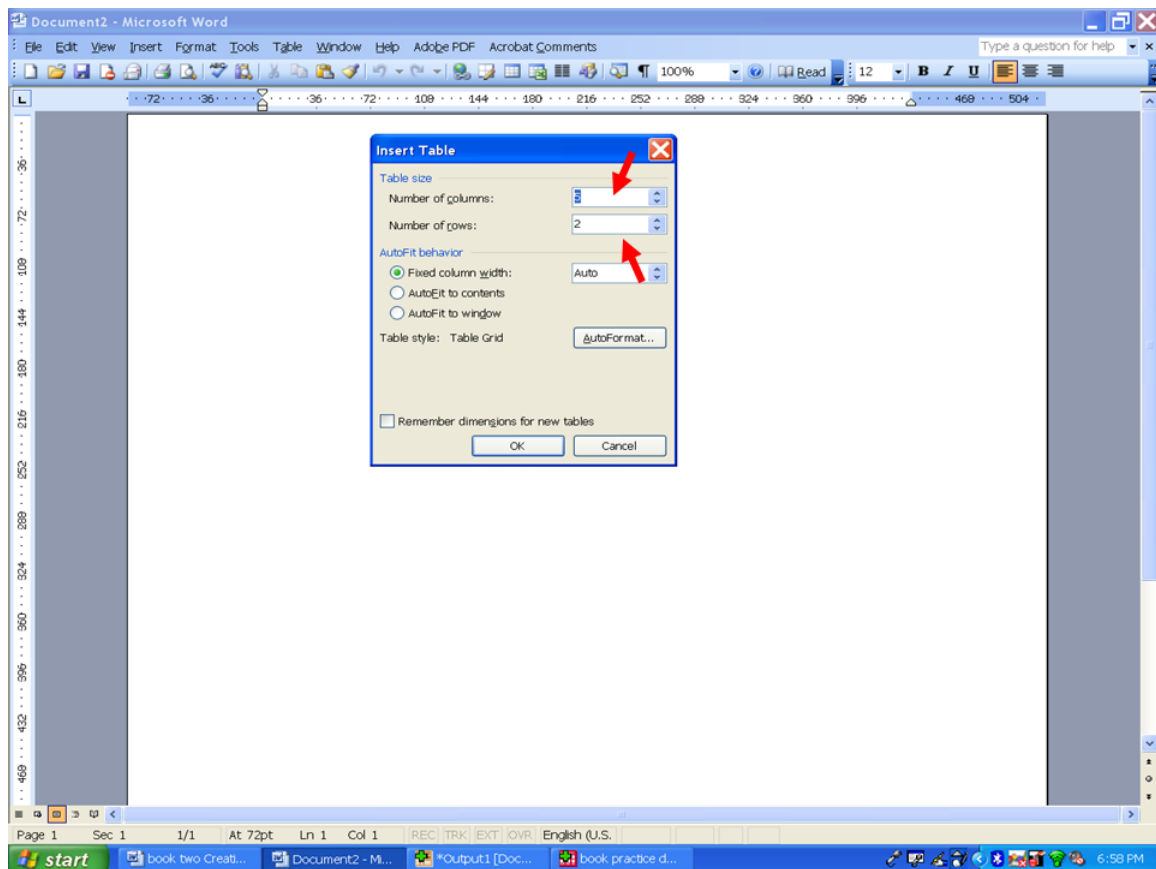 Document2 - Microsoft Word
File Edit View Insert Format Tools Table Window Help Adobe PDF Acrobat Comments Type a question for help
100% Read 12 B I U
72 36 36 72 108 144 180 216 252 288 324 360 396 468 504
Insert Table
Table size
Number of columns: 5
Number of rows: 2
AutoFit behavior
Fixed column width: Auto
AutoFit to contents
AutoFit to window
Table style: Table Grid AutoFormat...
Remember dimensions for new tables
OK Cancel
36
72
108
144
180
216
252
288
324
360
396
432
468
Page 1 Sec 1 1/1 At 72pt Ln 1 Col 1 REC TRK EXT OVR English (U.S.
start book two Creati... Document2 - Mi... *Output1 [Doc... book practice d... 6:58 PM